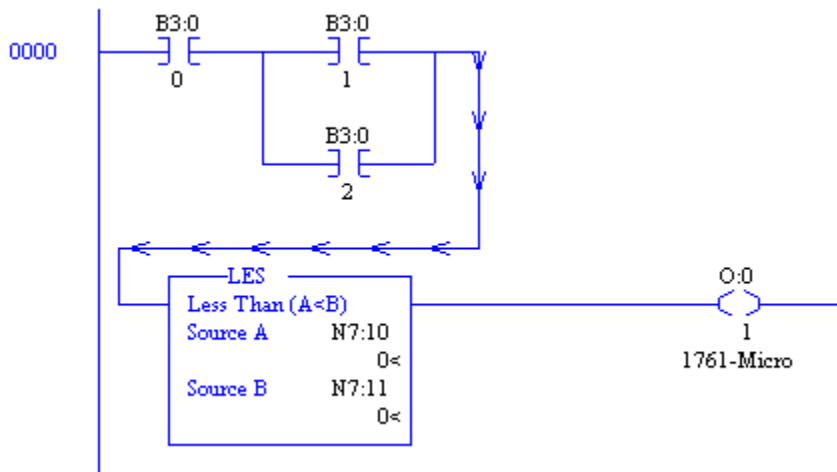 B3:0
B3:0
0000
0
1
B3:0
2
LES
Less Than (A<B)
Source A N7:10
0<
Source B N7:11
0<
O:0
1
1761-Micro